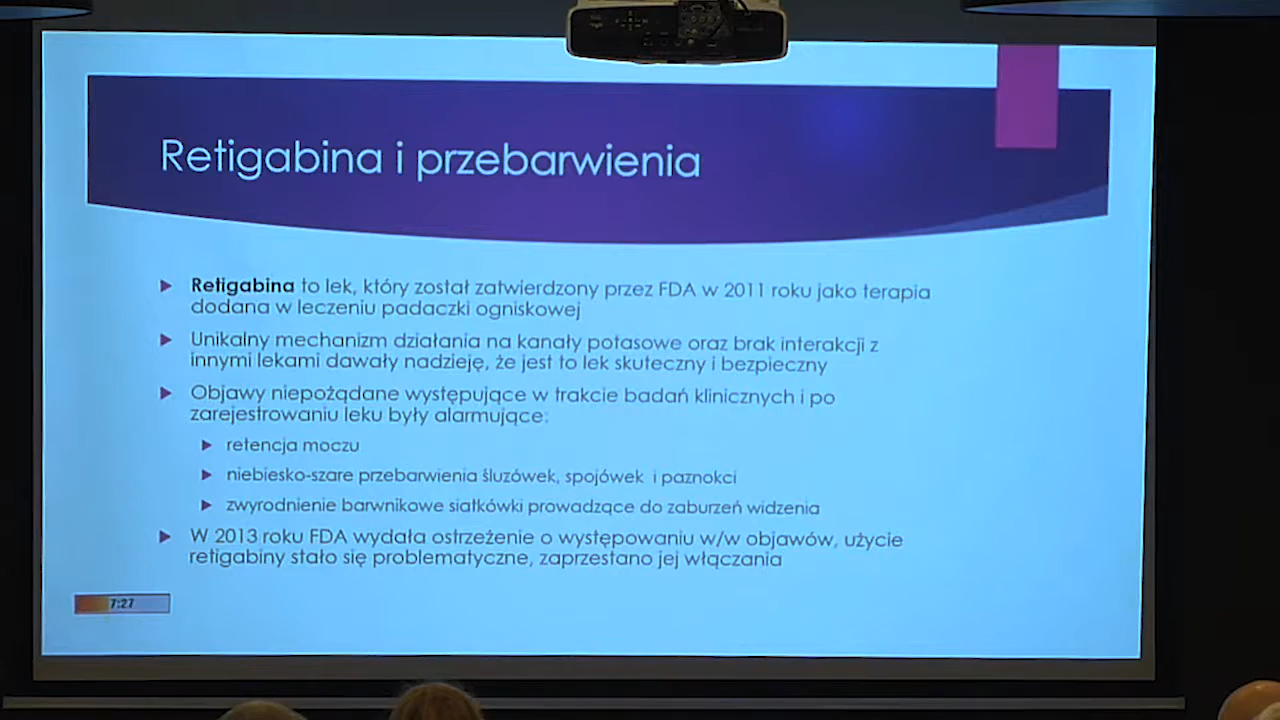 Retigabina i przebarwienia
Retigabina to lek, który został zatwierdzony przez FDA w 2011 roku jako terapia
dodana w leczeniu padaczki ogniskowej
Unikalny mechanizm działania na kanały potasowe oraz brak interakcji z
innymi lekami dawały nadzieję, że jest to lek skuteczny i bezpieczny
Objawy niepożądane występujące w trakcie badań klinicznych i po
zarejestrowaniu leku były alarmujące:
retencja moczu
niebiesko-szare przebarwienia śluzówek, spojówek i paznokci
zwyrodnienie barwnikowe siatkówki prowadzące do zaburzeń widzenia
W 2013 roku FDA wydała ostrzeżenie o występowaniu w/w objawów, użycie
retigabiny stało się problematyczne, zaprzestano jej włączania
7:27